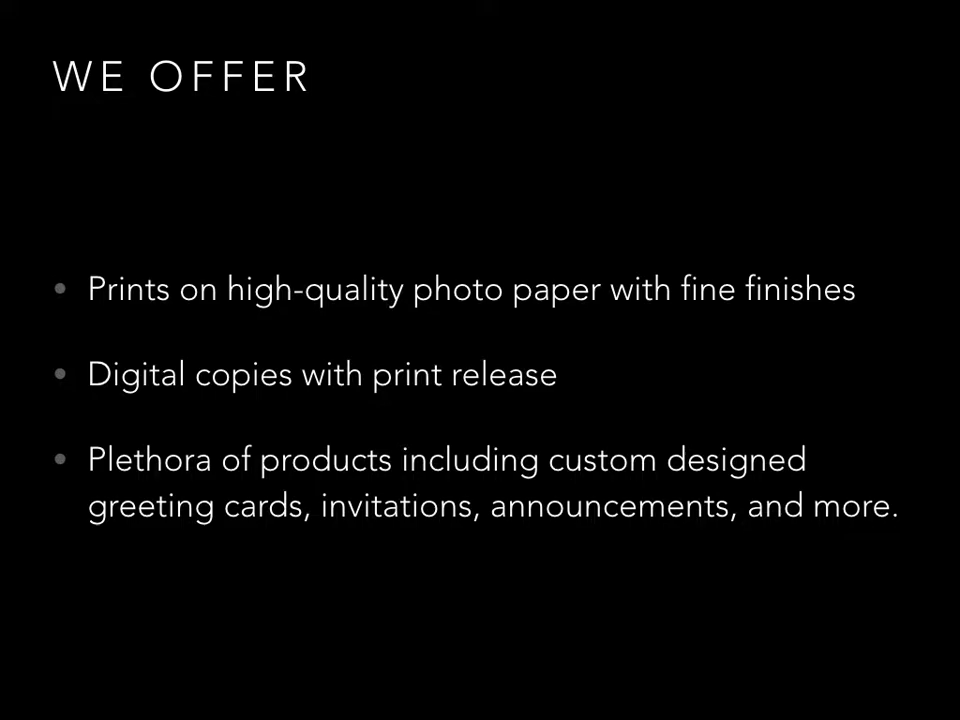 WE OFFER
• Prints on high-quality photo paper with fine finishes
• Digital copies with print release
• Plethora of products including custom designed
greeting cards, invitations, announcements, and more.